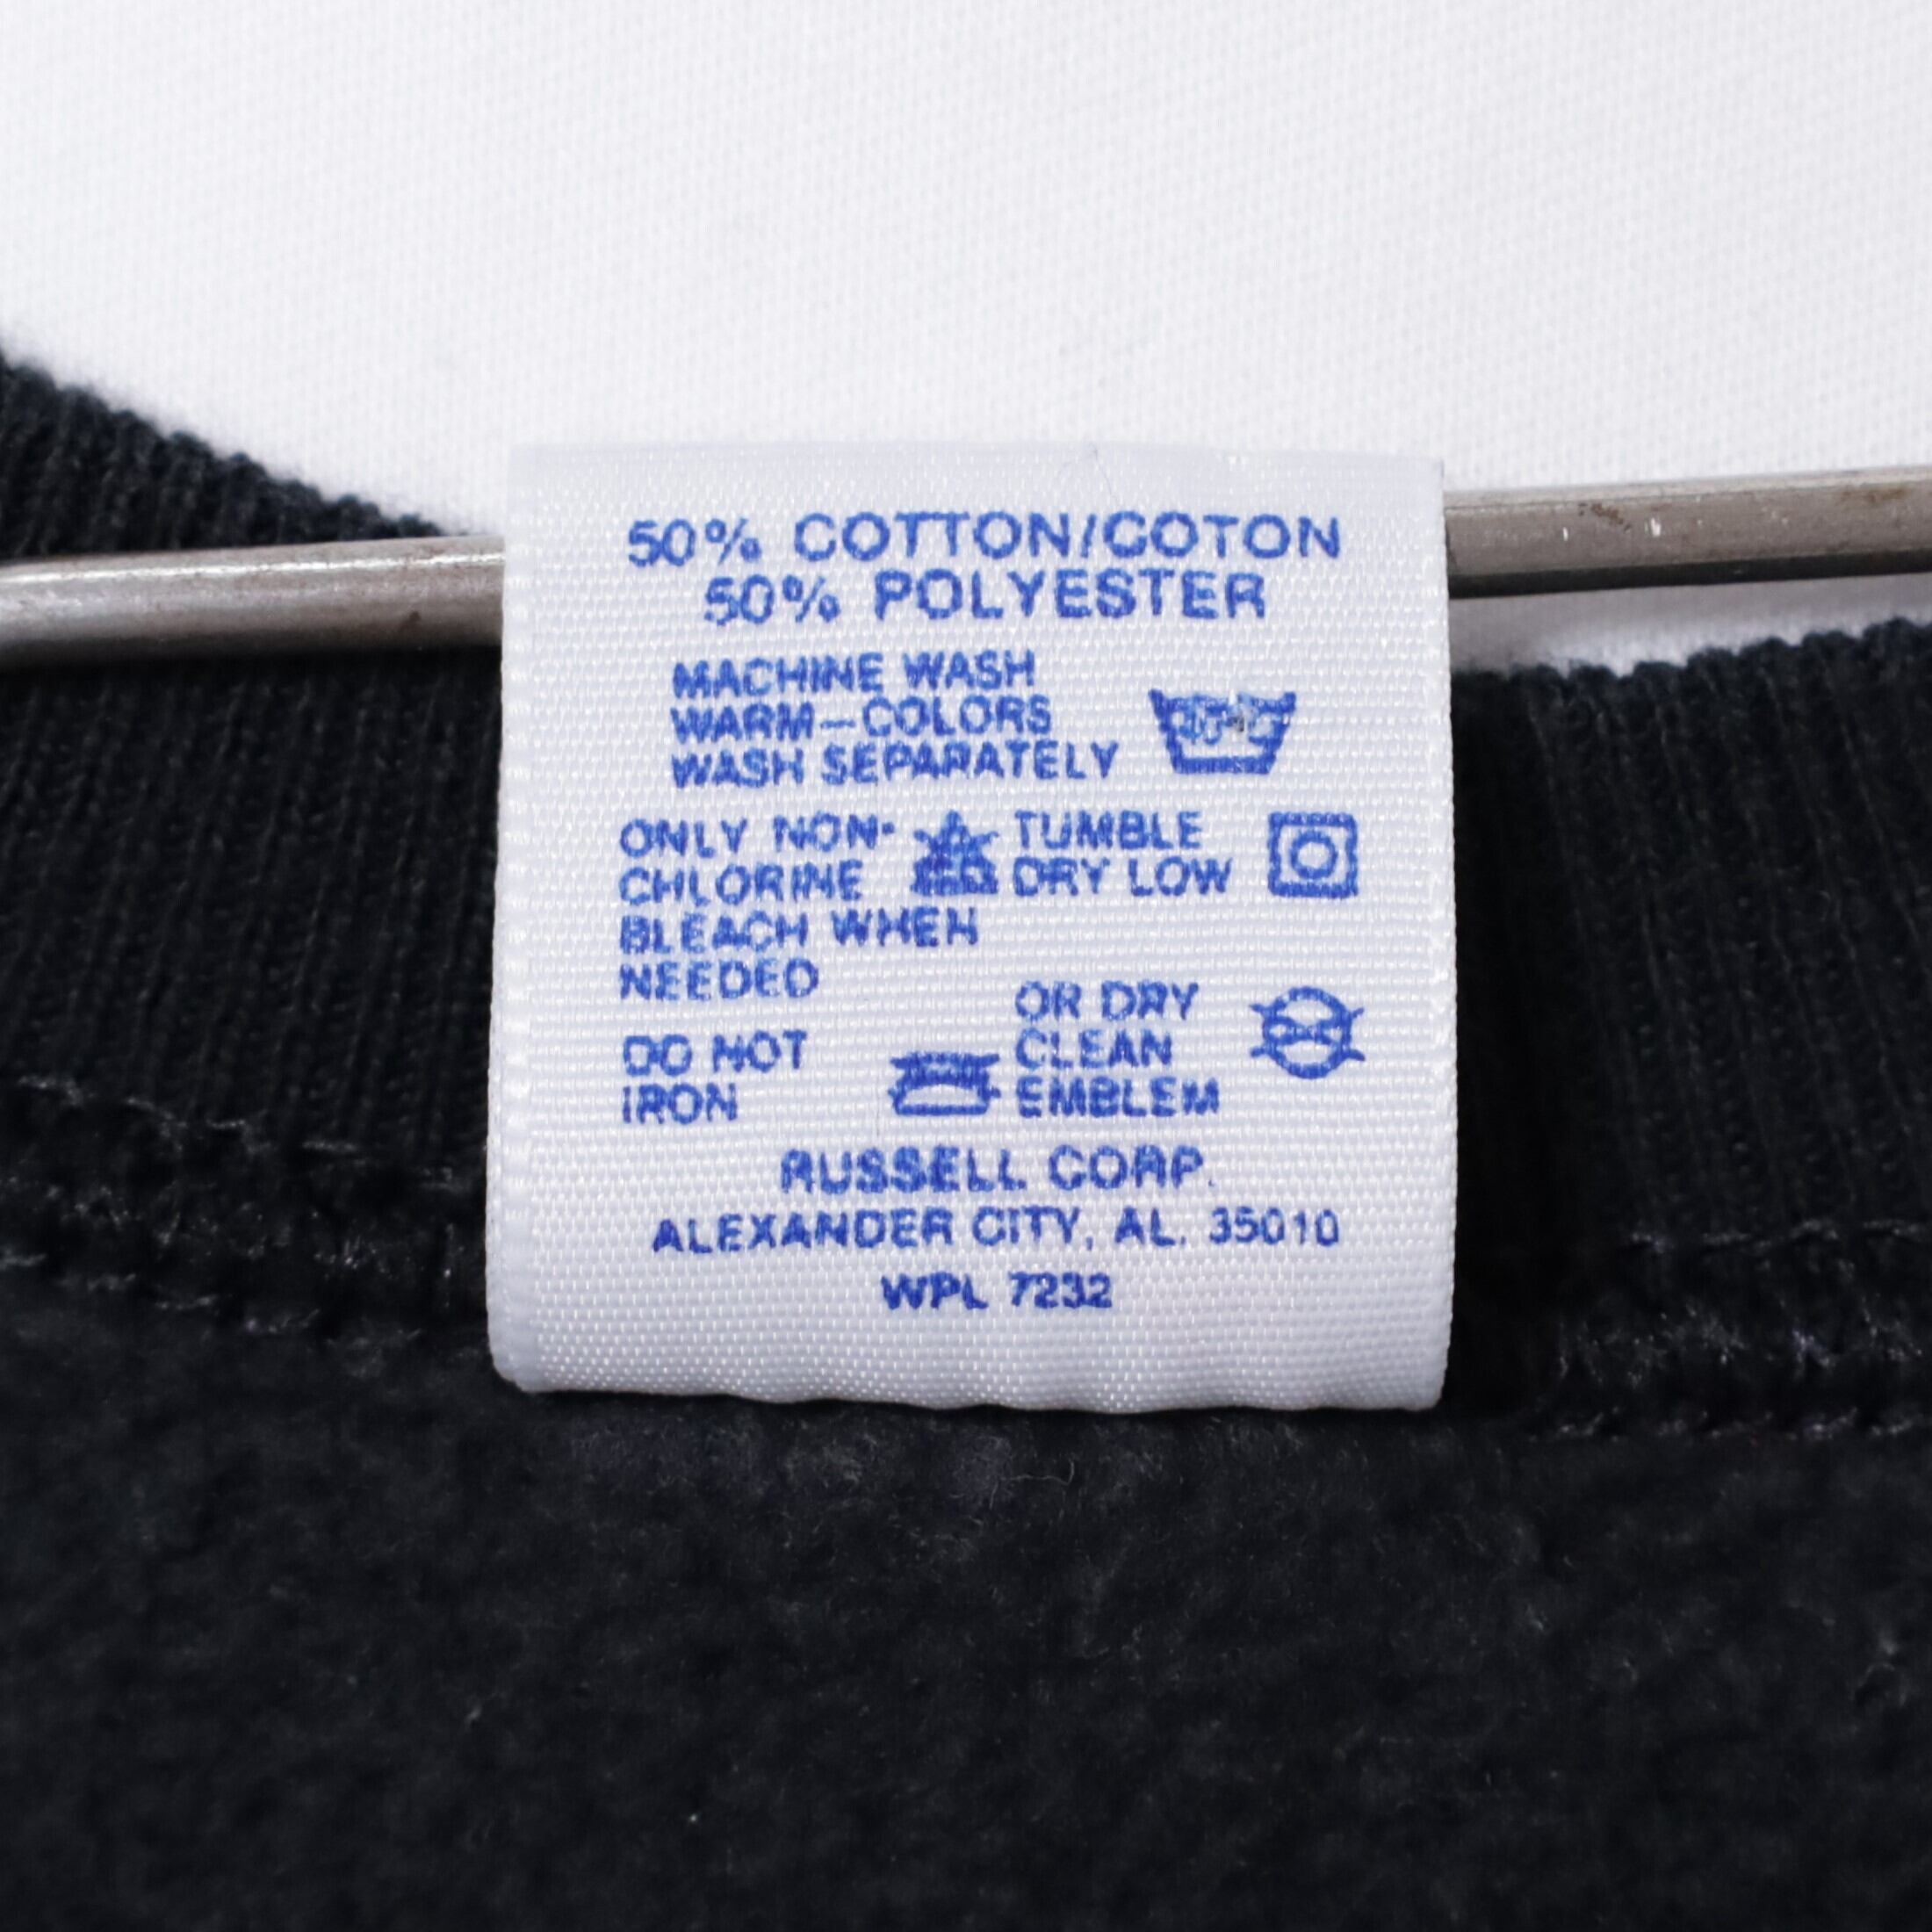 50% COTTON/COTON
50% POLYESTER
MACHINE WASH
WARM-COLORS
WASH SEPARATELY
ONLY NON-
CHLORINE
BLEACH WHEN
NEEDED
TUMBLE
DRY LOW
DO NOT
IRON
OR DRY
CLEAN
EMBLEM
RUSSELL CORP.
ALEXANDER CITY, AL. 35010
WPL 7232